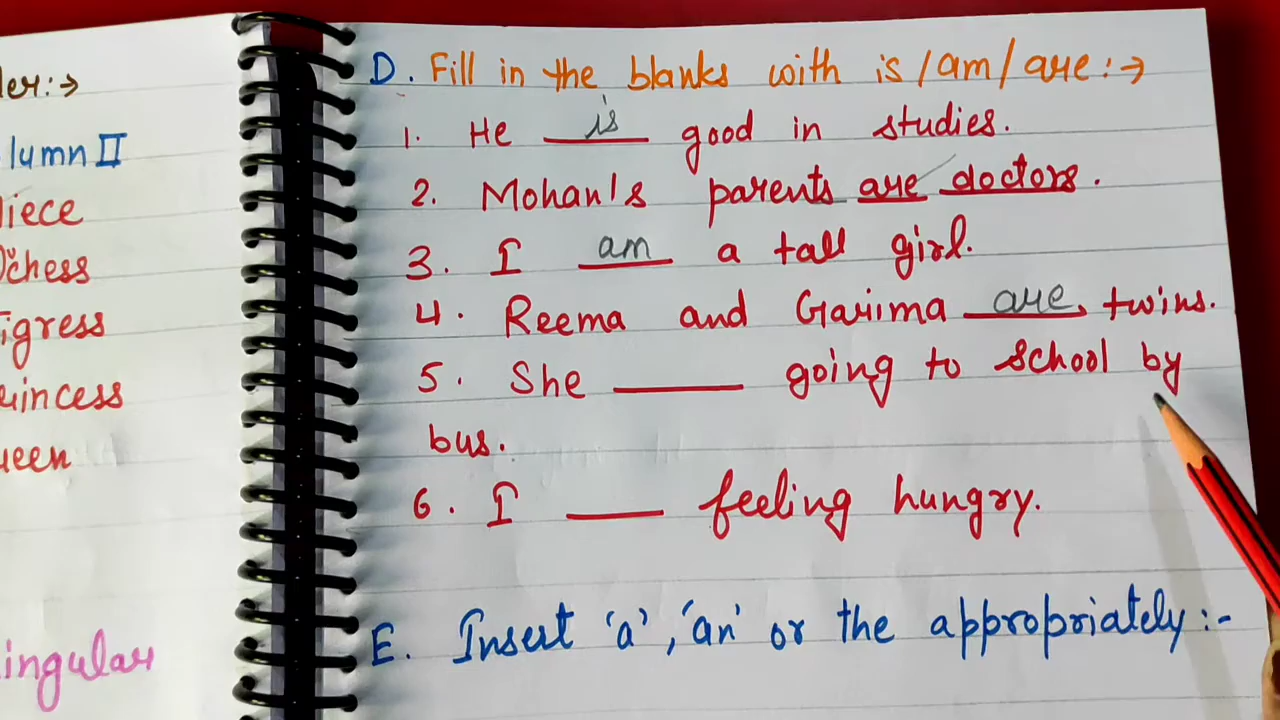 der:→
lumn II
iece
chess
igress
rincess
ueen
ingular
D. Fill in the blanks with is/am/are:→
1. He is good in studies.
2. Mohan's parents are doctors.
3. I am a tall girl.
4. Reema and Garima are twins.
5. She ____ going to school by
bus.
6. I ____ feeling hungry.
E. Insert 'a', 'an' or the appropriately:-